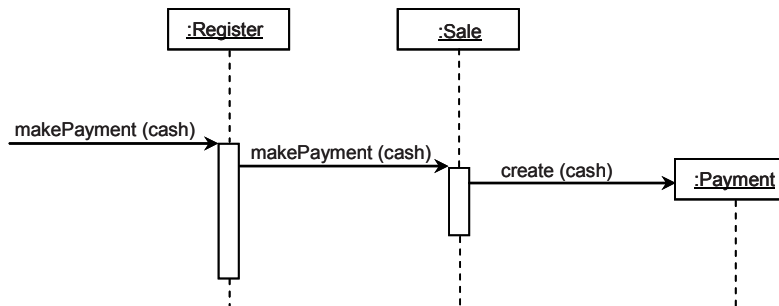 :Register
:Sale
makePayment (cash)
makePayment (cash)
create (cash)
:Payment